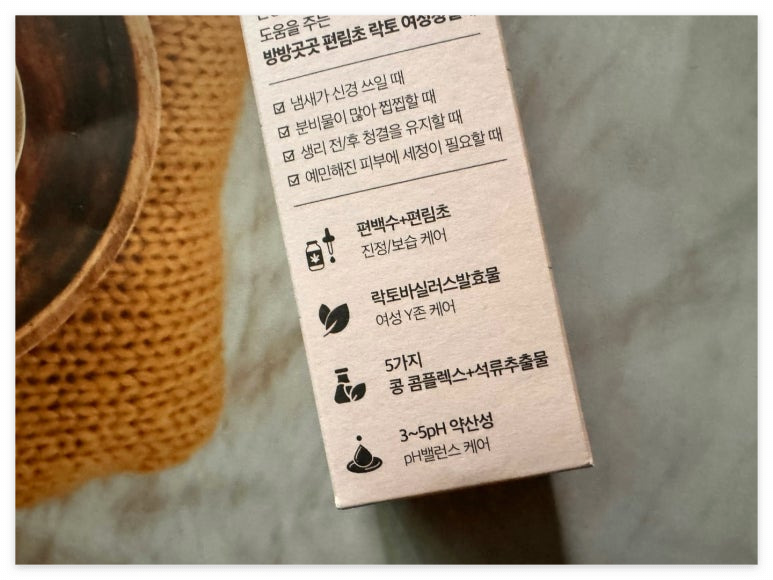 도움을 주는
방방곳곳 편림초 락토 여성청결
냄새가 신경 쓰일 때
분비물이 많아 찝찝할 때
생리 전/후 청결을 유지할 때
예민해진 피부에 세정이 필요할 때
편백수+편림초
진정/보습 케어
락토바실러스발효물
여성 Y존 케어
5가지
콩 콤플렉스+석류추출물
3~5pH 약산성
pH밸런스 케어